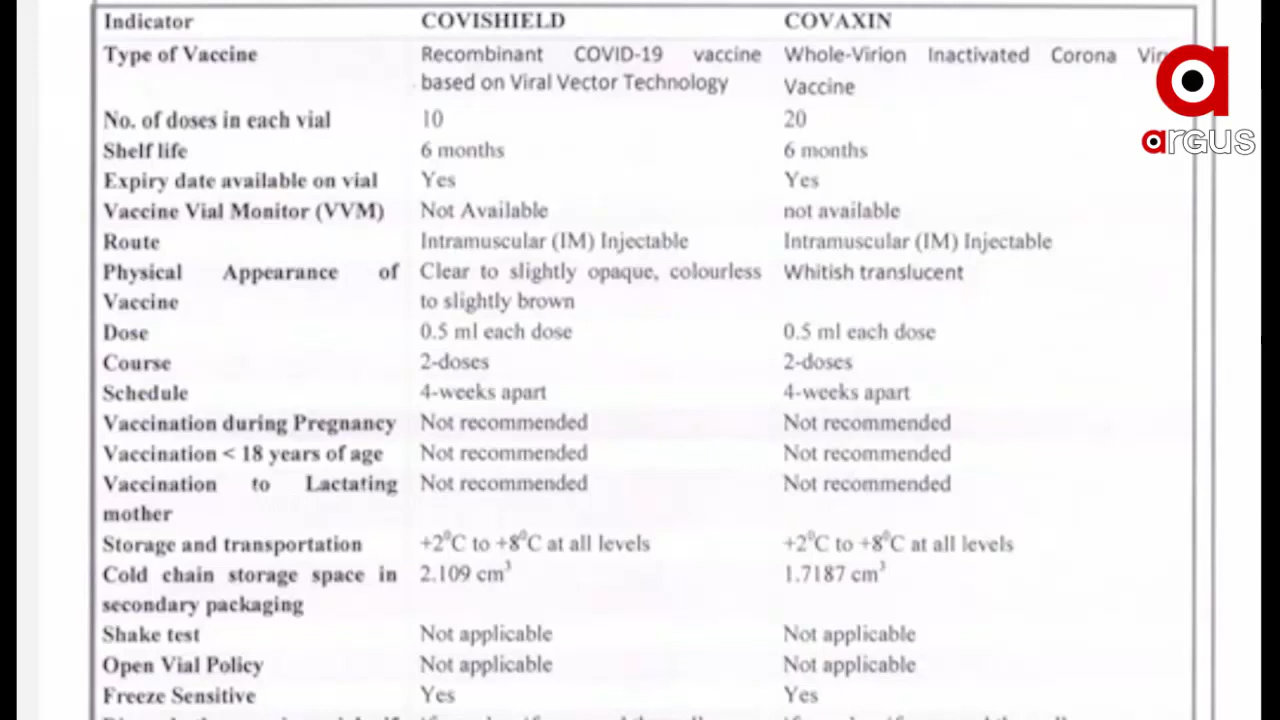 Indicator COVISHIELD COVAXIN
Type of Vaccine Recombinant COVID-19 vaccine Whole-Virion Inactivated Corona
based on Viral Vector Technology Vaccine
No. of doses in each vial 10 20
Shelf life 6 months 6 months
Expiry date available on vial Yes Yes
Vaccine Vial Monitor (VVM) Not Available not available
Route Intramuscular (IM) Injectable Intramuscular (IM) Injectable
Physical Appearance of Clear to slightly opaque, colourless Whitish translucent
Vaccine to slightly brown
Dose 0.5 ml each dose 0.5 ml each dose
Course 2-doses 2-doses
Schedule 4-weeks apart 4-weeks apart
Vaccination during Pregnancy Not recommended Not recommended
Vaccination < 18 years of age Not recommended Not recommended
Vaccination to Lactating Not recommended Not recommended
mother
Storage and transportation +2⁰C to +8⁰C at all levels +2⁰C to +8⁰C at all levels
Cold chain storage space in 2.109 cm³ 1.7187 cm³
secondary packaging
Shake test Not applicable Not applicable
Open Vial Policy Not applicable Not applicable
Freeze Sensitive Yes Yes
a
argus